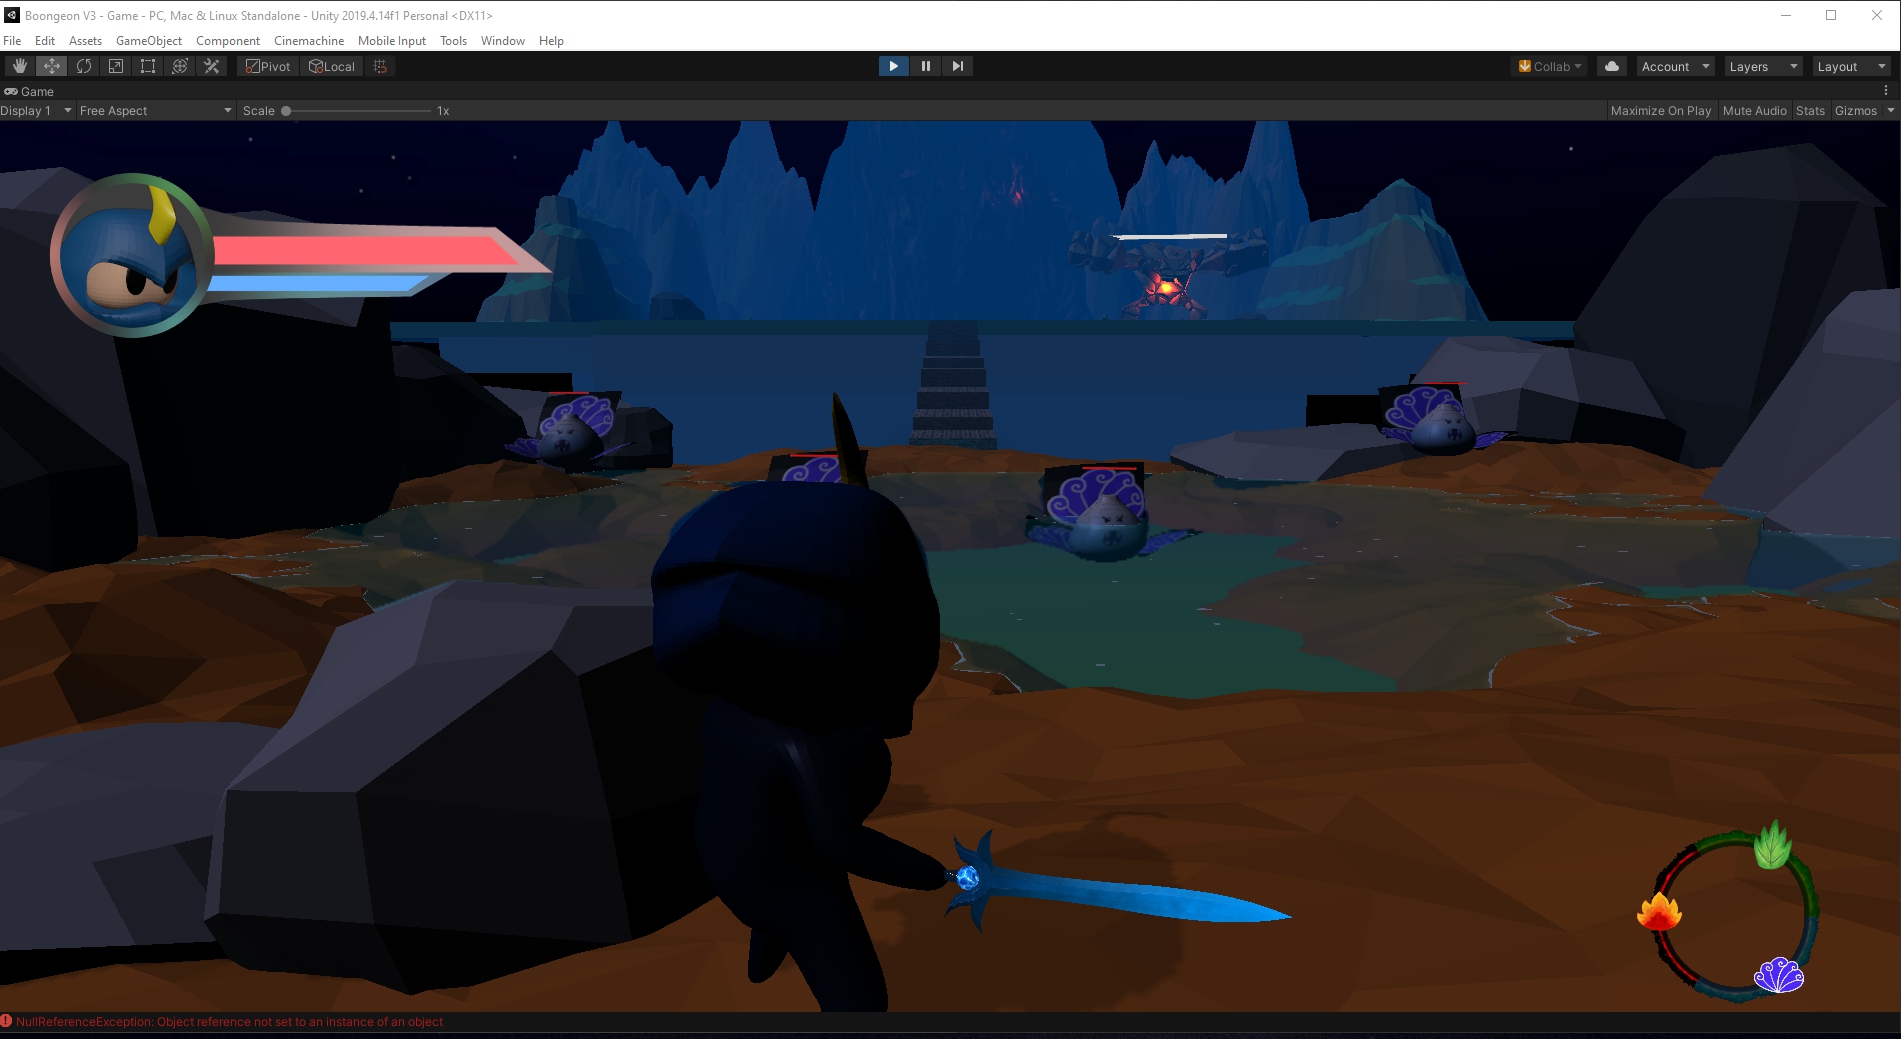 Boongeon V3 - Game - PC, Mac & Linux Standalone - Unity 2019.4.14f1 Personal <DX11>
File Edit Assets GameObject Component Cinemachine Mobile Input Tools Window Help
Pivot Local Collab Account Layers Layout
Game
Display 1 Free Aspect Scale 1x Maximize On Play Mute Audio Stats Gizmos
NullReferenceException: Object reference not set to an instance of an object